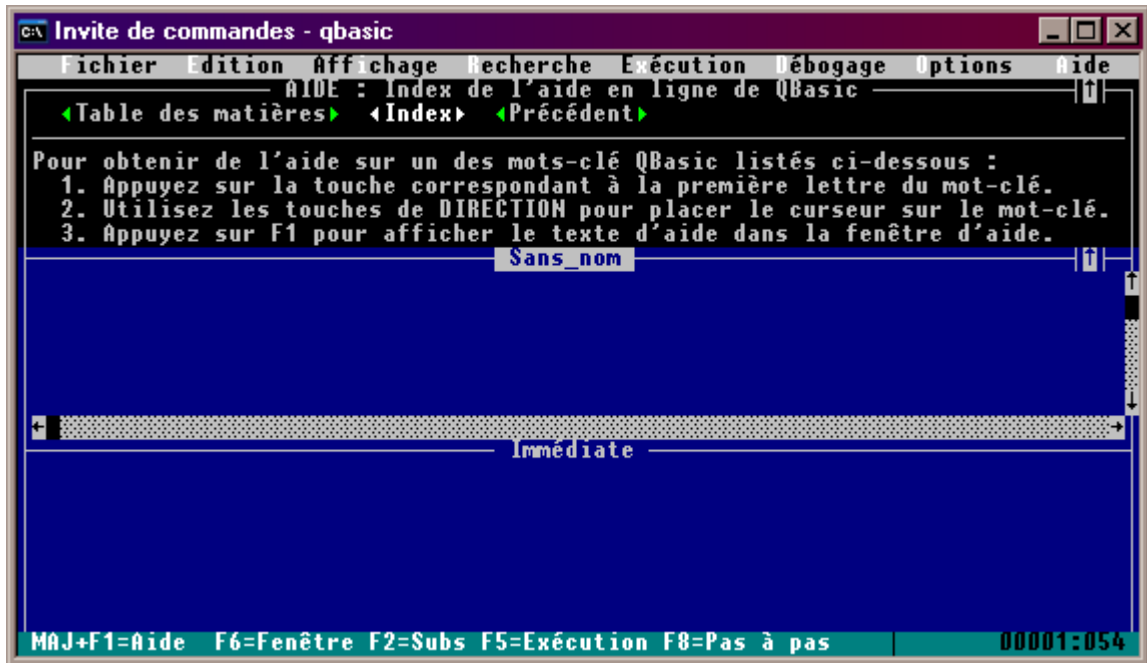 Invite de commandes - qbasic
Fichier Edition Affichage Recherche Exécution Débogage Options Aide
AIDE : Index de l'aide en ligne de QBasic
Table des matières Index Précédent
Pour obtenir de l'aide sur un des mots-clé QBasic listés ci-dessous :
1. Appuyez sur la touche correspondant à la première lettre du mot-clé.
2. Utilisez les touches de DIRECTION pour placer le curseur sur le mot-clé.
3. Appuyez sur F1 pour afficher le texte d'aide dans la fenêtre d'aide.
Sans_nom
Immédiate
MAJ+F1=Aide F6=Fenêtre F2=Subs F5=Exécution F8=Pas à pas 00001:054